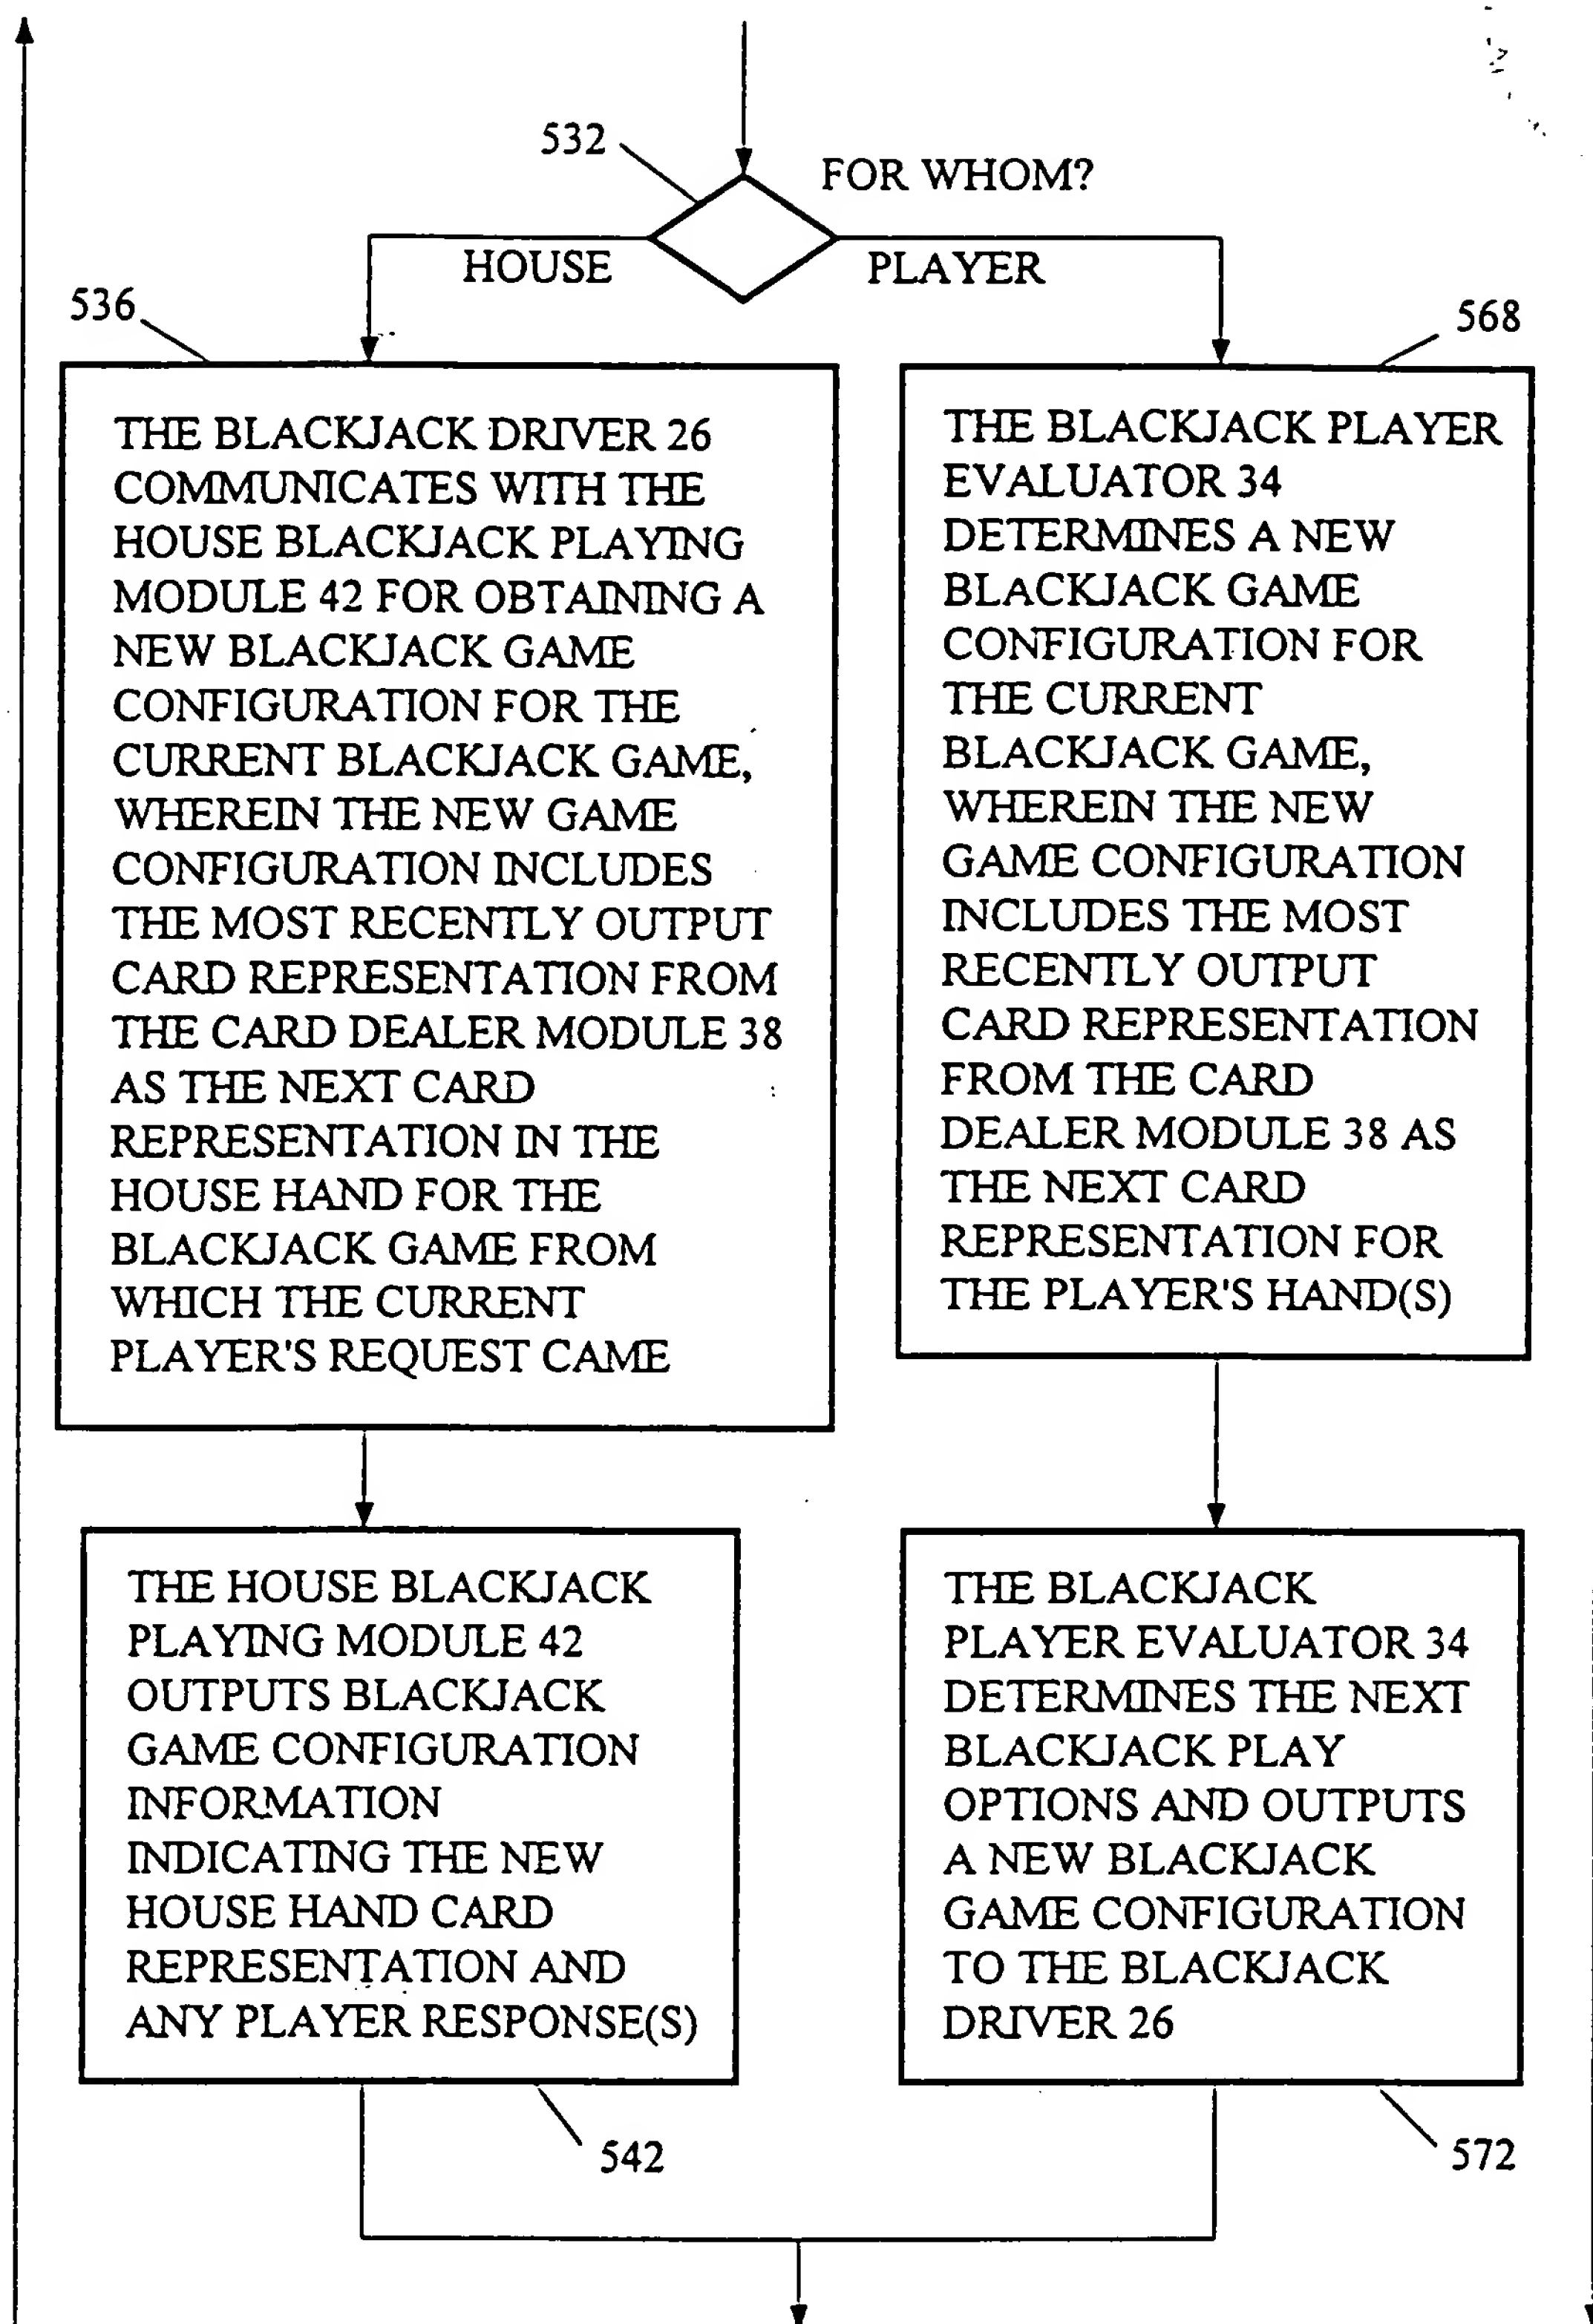 532
FOR WHOM?
HOUSE
PLAYER
536
568
THE BLACKJACK DRIVER 26
COMMUNICATES WITH THE
HOUSE BLACKJACK PLAYING
MODULE 42 FOR OBTAINING A
NEW BLACKJACK GAME
CONFIGURATION FOR THE
CURRENT BLACKJACK GAME,
WHEREIN THE NEW GAME
CONFIGURATION INCLUDES
THE MOST RECENTLY OUTPUT
CARD REPRESENTATION FROM
THE CARD DEALER MODULE 38
AS THE NEXT CARD
REPRESENTATION IN THE
HOUSE HAND FOR THE
BLACKJACK GAME FROM
WHICH THE CURRENT
PLAYER'S REQUEST CAME
THE BLACKJACK PLAYER
EVALUATOR 34
DETERMINES A NEW
BLACKJACK GAME
CONFIGURATION FOR
THE CURRENT
BLACKJACK GAME,
WHEREIN THE NEW
GAME CONFIGURATION
INCLUDES THE MOST
RECENTLY OUTPUT
CARD REPRESENTATION
FROM THE CARD
DEALER MODULE 38 AS
THE NEXT CARD
REPRESENTATION FOR
THE PLAYER'S HAND(S)
THE HOUSE BLACKJACK
PLAYING MODULE 42
OUTPUTS BLACKJACK
GAME CONFIGURATION
INFORMATION
INDICATING THE NEW
HOUSE HAND CARD
REPRESENTATION AND
ANY PLAYER RESPONSE(S)
THE BLACKJACK
PLAYER EVALUATOR 34
DETERMINES THE NEXT
BLACKJACK PLAY
OPTIONS AND OUTPUTS
A NEW BLACKJACK
GAME CONFIGURATION
TO THE BLACKJACK
DRIVER 26
542
572